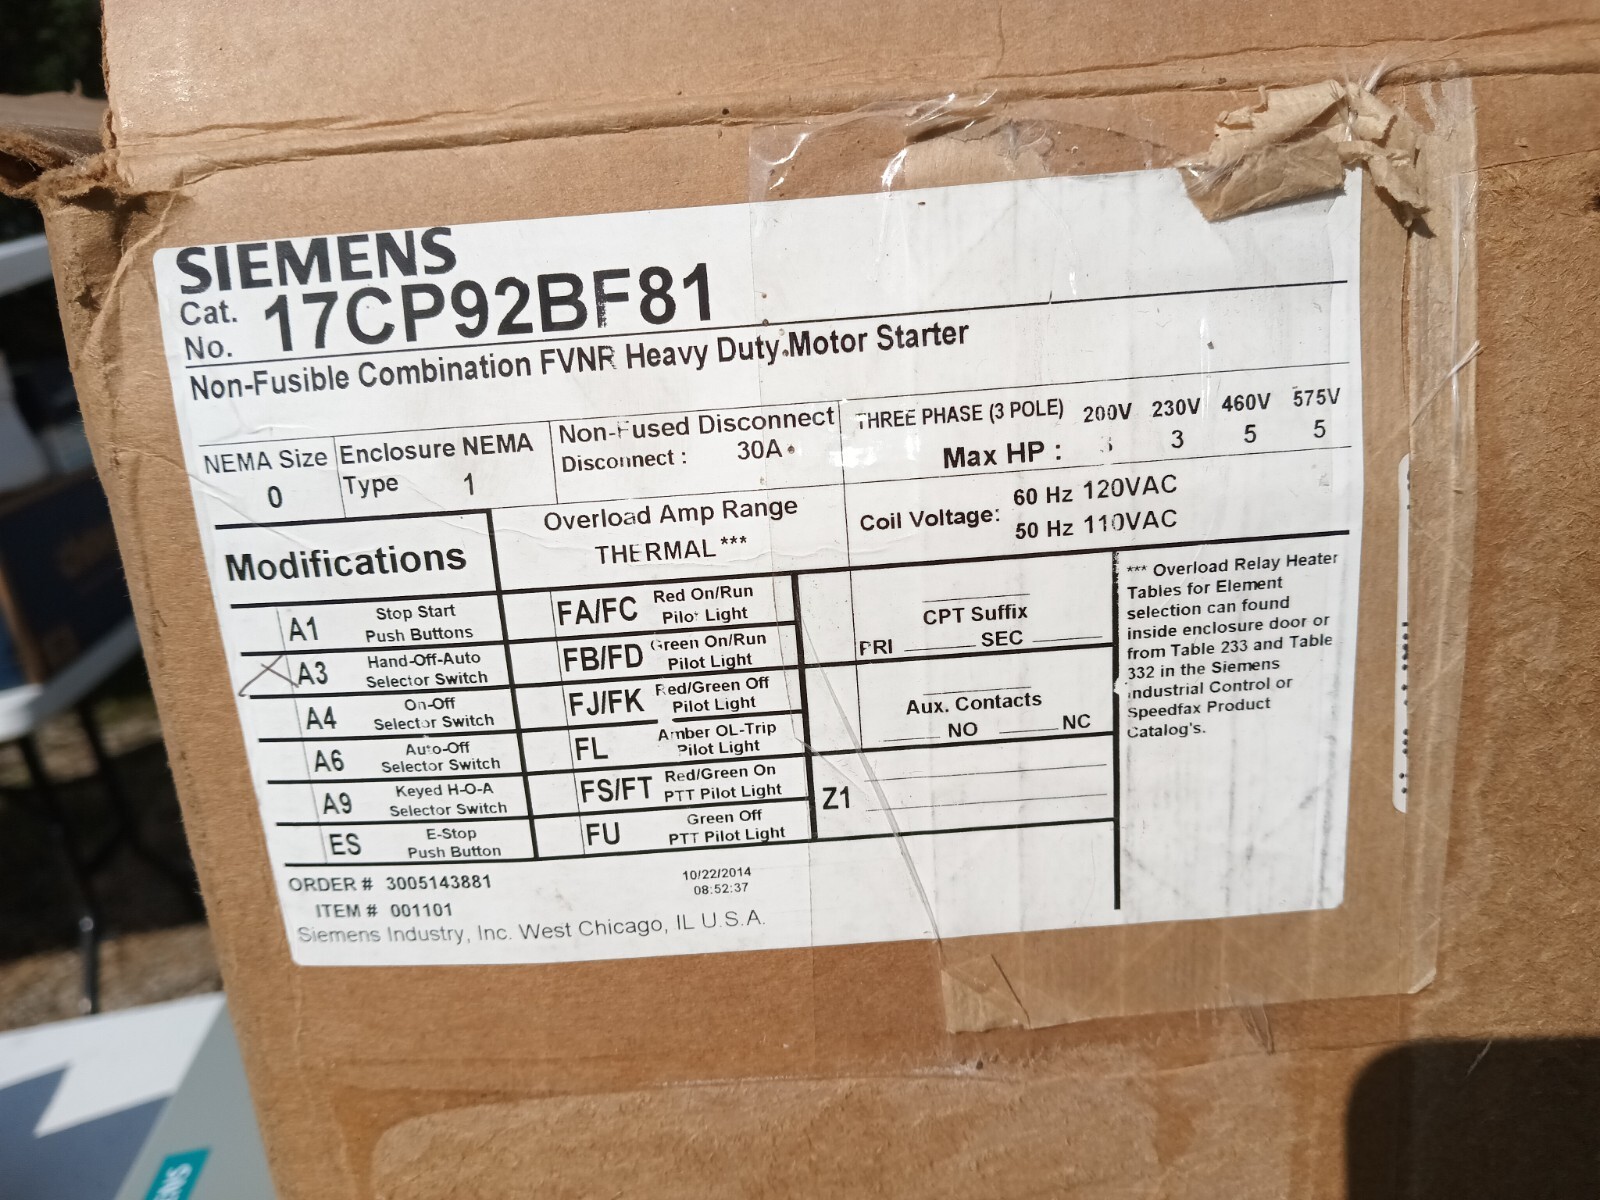 SIEMENS
Cat. No. 17CP92BF81
Non-Fusible Combination FVNR Heavy Duty Motor Starter
NEMA Size
0
Enclosure NEMA
Type 1
Non-Fused Disconnect
Disconnect : 30A
THREE PHASE (3 POLE) 200V 230V 460V 575V
Max HP : 3 5 5
Coil Voltage: 60 Hz 120VAC
50 Hz 110VAC
Overload Amp Range
THERMAL ***
Modifications
A1 Stop Start
Push Buttons
A3 Hand-Off-Auto
Selector Switch
A4 On-Off
Selector Switch
A6 Auto-Off
Selector Switch
A9 Keyed H-O-A
Selector Switch
ES E-Stop
Push Button
FA/FC Red On/Run
Pilot Light
FB/FD Green On/Run
Pilot Light
FJ/FK Red/Green Off
Pilot Light
FL Amber OL-Trip
Pilot Light
FS/FT Red/Green On
PTT Pilot Light
FU Green Off
PTT Pilot Light
CPT Suffix
PRI ______ SEC ______
Aux. Contacts
______ NO ______ NC
Z1
*** Overload Relay Heater
Tables for Element
selection can found
inside enclosure door or
from Table 233 and Table
332 in the Siemens
Industrial Control or
Speedfax Product
Catalog's.
ORDER # 3005143881
ITEM # 001101
10/22/2014
08:52:37
Siemens Industry, Inc. West Chicago, IL U.S.A.